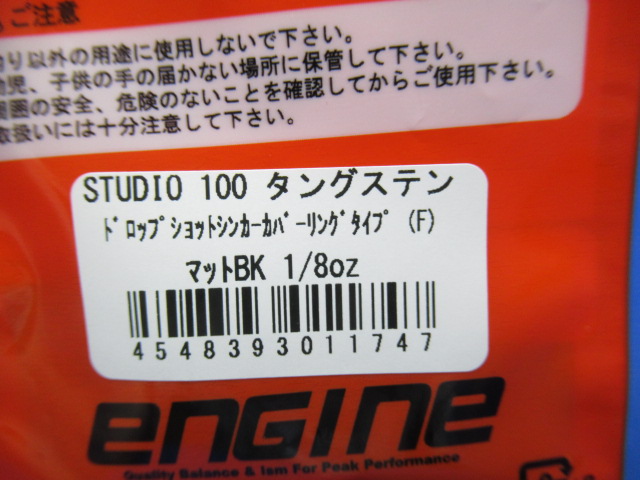 ご注意
り以外の用途に使用しないで下さい。
児、子供の手の届かない場所に保管して下さい。
囲の安全、危険のないことを確認してからご使用下さい。
取扱いには十分注意して下さい。
STUDIO 100 タングステン
ﾄﾞﾛｯﾌﾟｼｮｯﾄｼﾝｶｰｶﾊﾞｰﾘﾝｸﾞﾀｲﾌﾟ (F)
マットBK 1/8oz
4548393011747
engine
Quality Balance & Ism For Peak Performance